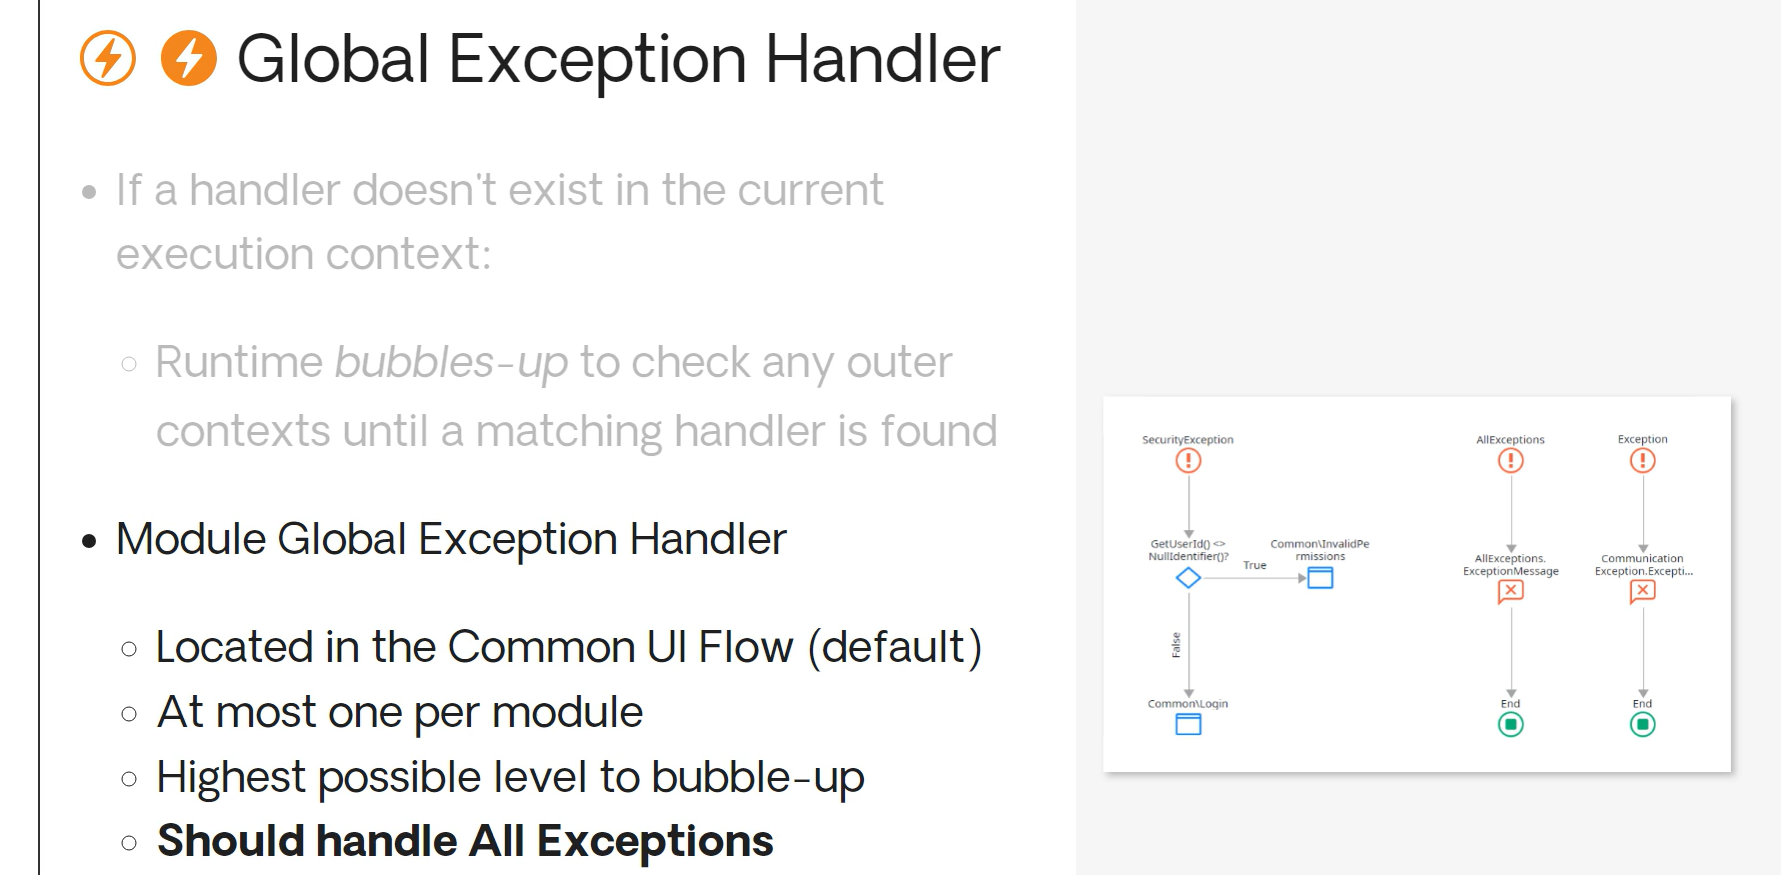 Global Exception Handler
If a handler doesn't exist in the current
execution context:
Runtime bubbles-up to check any outer
contexts until a matching handler is found
Module Global Exception Handler
Located in the Common UI Flow (default)
At most one per module
Highest possible level to bubble-up
Should handle All Exceptions
SecurityException
GetUserId() <>
NullIdentifier()?
True
Common\InvalidPe
rmissions
False
Common\Login
AllExceptions
AllExceptions.
ExceptionMessage
End
Exception
Communication
Exception.Excepti...
End